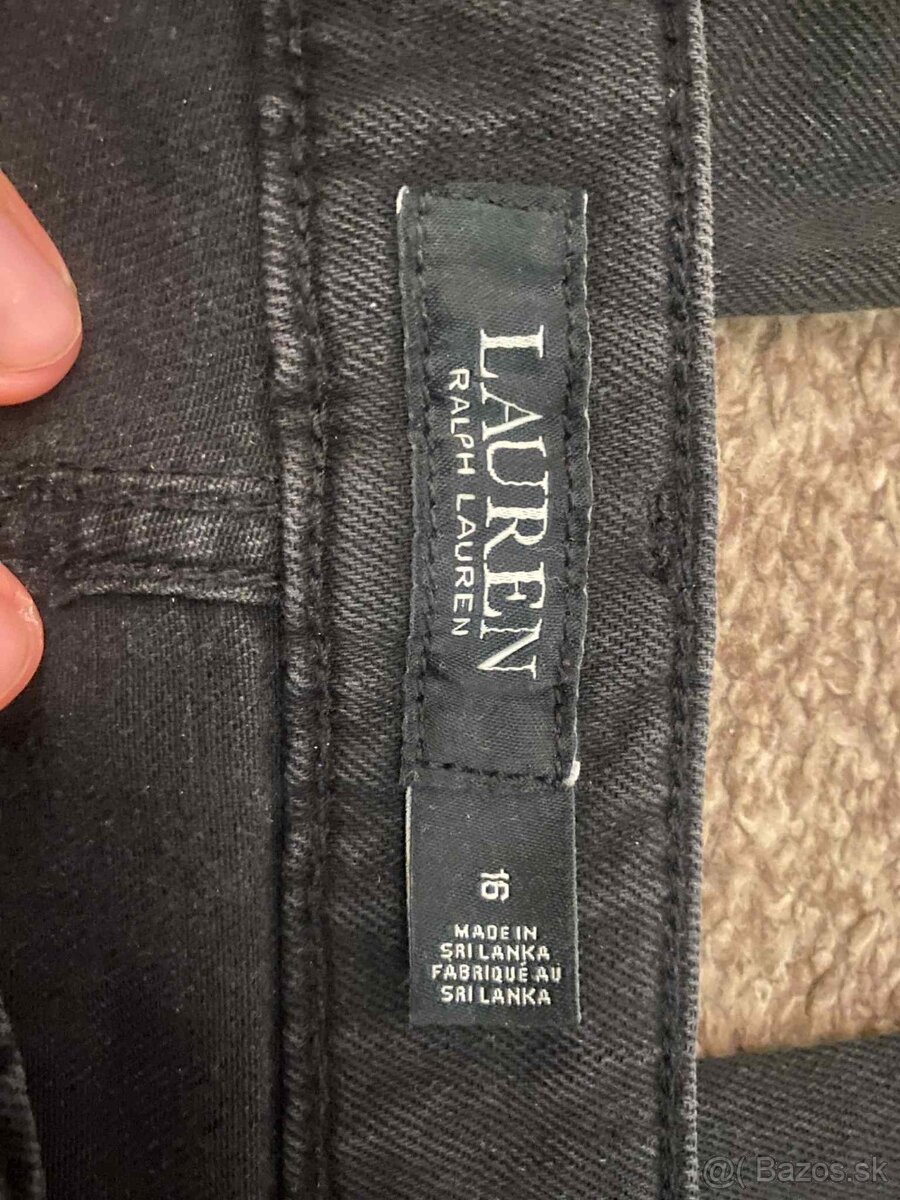 LAUREN
RALPH LAUREN
16
MADE IN
SRI LANKA
FABRIQUÉ AU
SRI LANKA
@( Bazos.sk